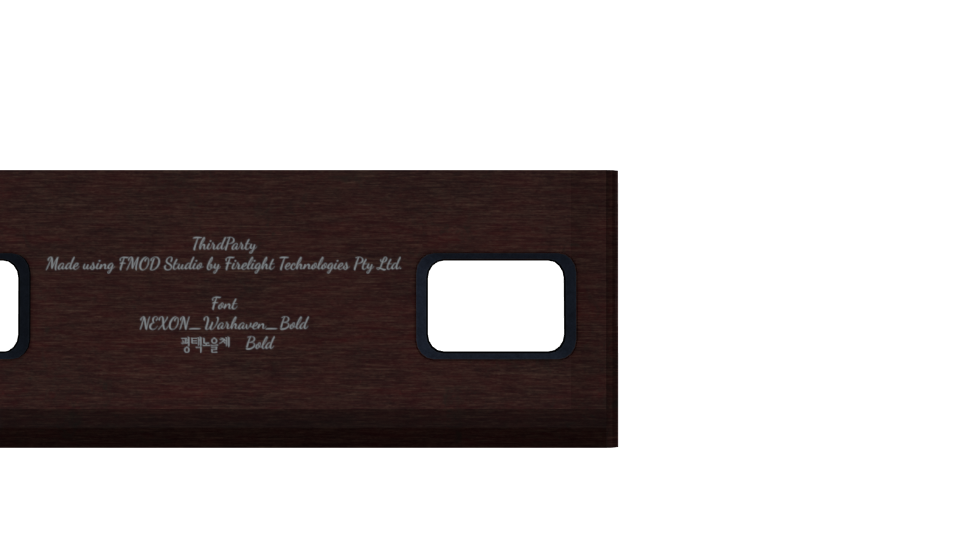 ThirdParty
Made using FMOD Studio by Firelight Technologies Pty Ltd.
Font
NEXON_Warhaven_Bold
평택노을체 Bold